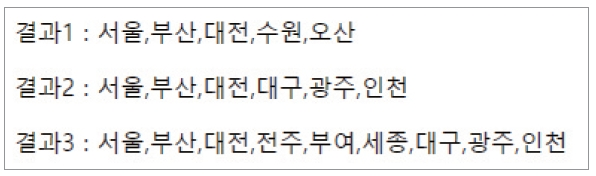 결과1 : 서울,부산,대전,수원,오산
결과2 : 서울,부산,대전,대구,광주,인천
결과3 : 서울,부산,대전,전주,부여,세종,대구,광주,인천